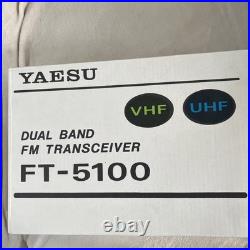 YAESU
VHF
UHF
DUAL BAND
FM TRANSCEIVER
FT-5100